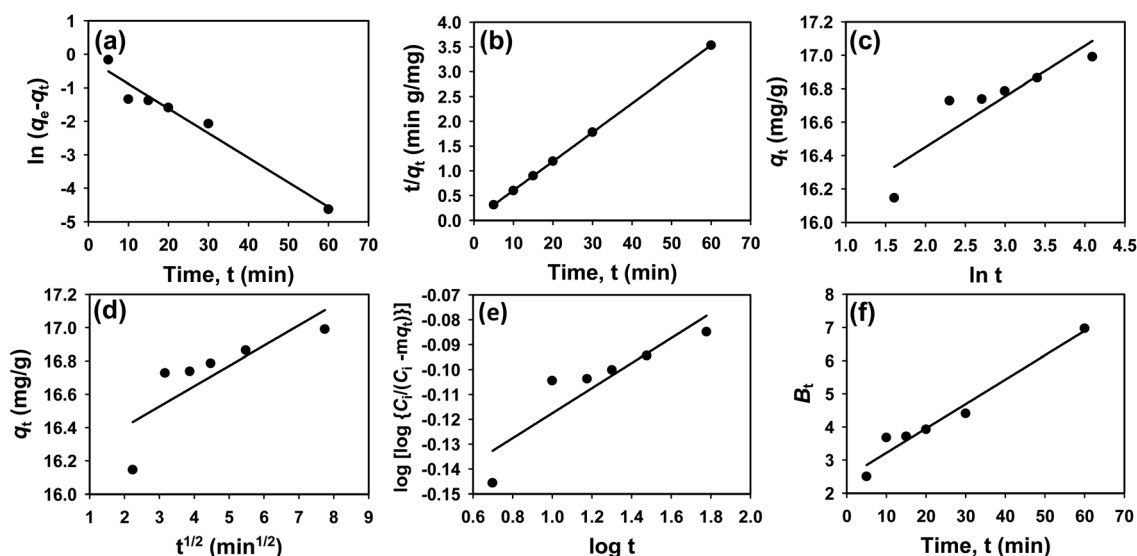 (a)
ln (qe-qt)
1
0
-1
-2
-3
-4
-5
0 10 20 30 40 50 60 70
Time, t (min)
(b)
t/qt (min g/mg)
4.0
3.5
3.0
2.5
2.0
1.5
1.0
0.5
0.0
0 10 20 30 40 50 60 70
Time, t (min)
(c)
qt (mg/g)
17.2
17.0
16.8
16.6
16.4
16.2
16.0
1.0 1.5 2.0 2.5 3.0 3.5 4.0 4.5
ln t
(d)
qt (mg/g)
17.2
17.0
16.8
16.6
16.4
16.2
16.0
1 2 3 4 5 6 7 8 9
t1/2 (min1/2)
(e)
log [log {Ci/(Ci -mqt)}]
-0.07
-0.08
-0.09
-0.10
-0.11
-0.12
-0.13
-0.14
-0.15
0.6 0.8 1.0 1.2 1.4 1.6 1.8 2.0
log t
(f)
Bt
8
7
6
5
4
3
2
0 10 20 30 40 50 60 70
Time, t (min)